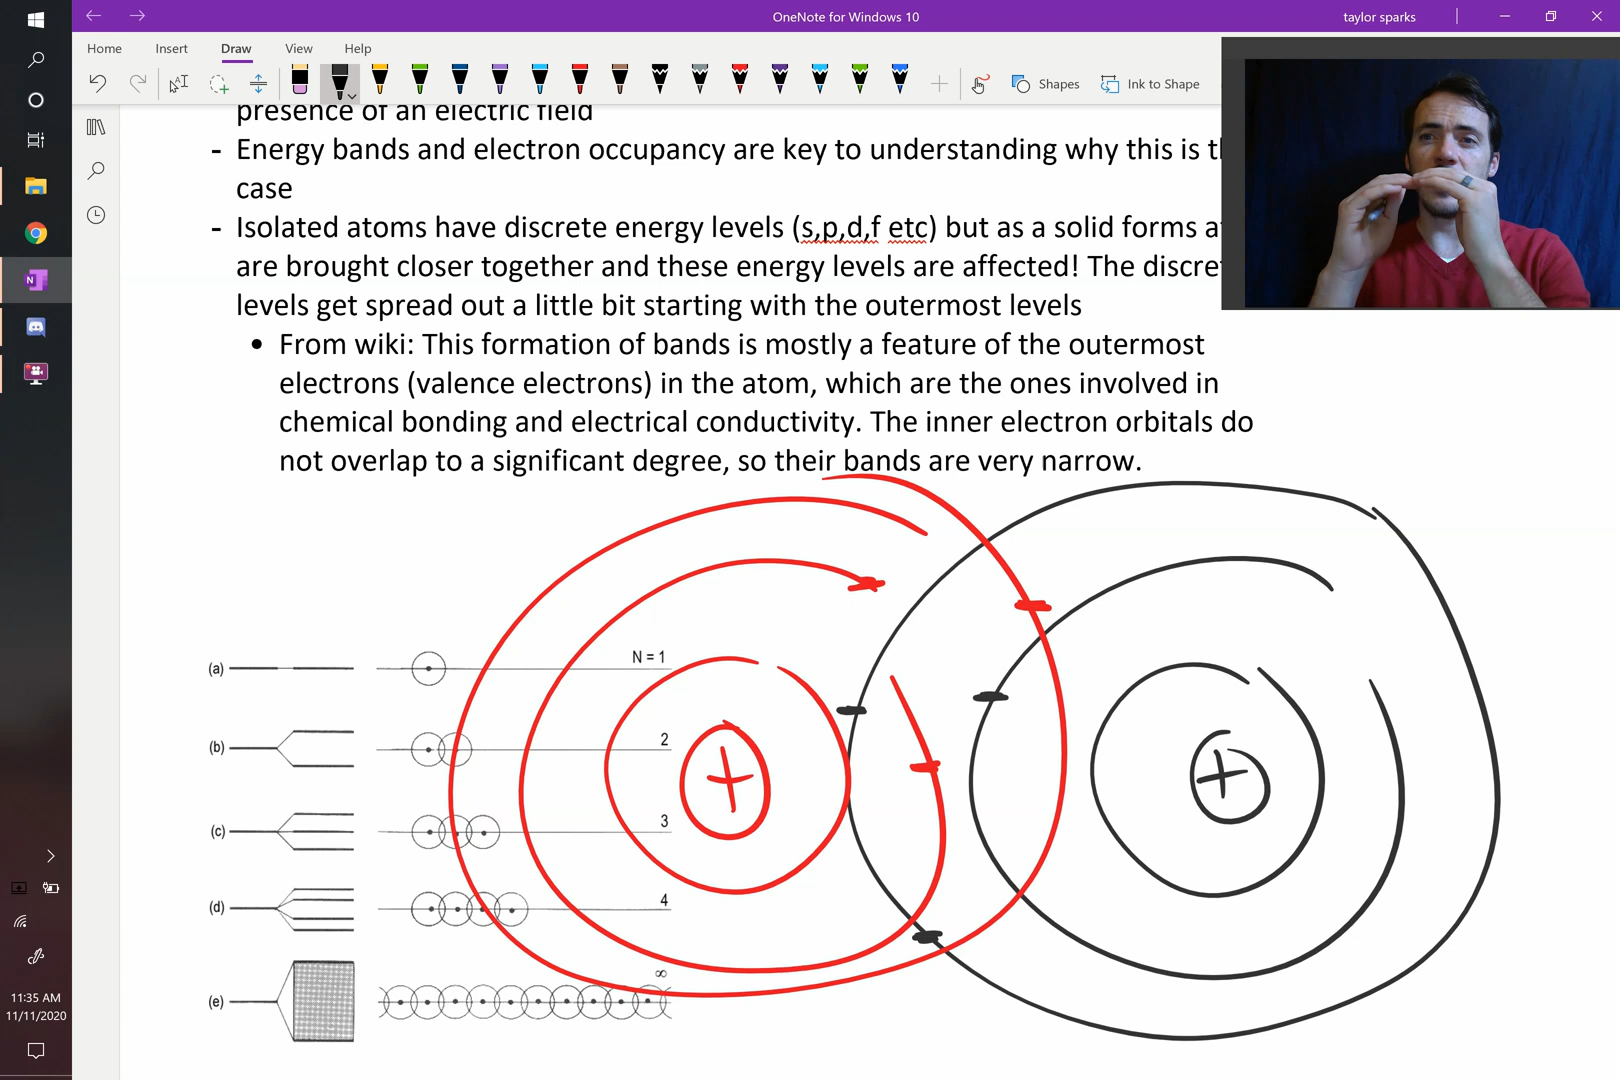 OneNote for Windows 10
taylor sparks
Home Insert Draw View Help
Shapes
Ink to Shape
presence of an electric field
- Energy bands and electron occupancy are key to understanding why this is
case
- Isolated atoms have discrete energy levels (s,p,d,f etc) but as a solid forms
are brought closer together and these energy levels are affected! The
levels get spread out a little bit starting with the outermost levels
• From wiki: This formation of bands is mostly a feature of the outermost
electrons (valence electrons) in the atom, which are the ones involved in
chemical bonding and electrical conductivity. The inner electron orbitals do
not overlap to a significant degree, so their bands are very narrow.
(a) N = 1
(b) 2
(c) 3
(d) 4
(e) ∞
+ +
11:35 AM
11/11/2020